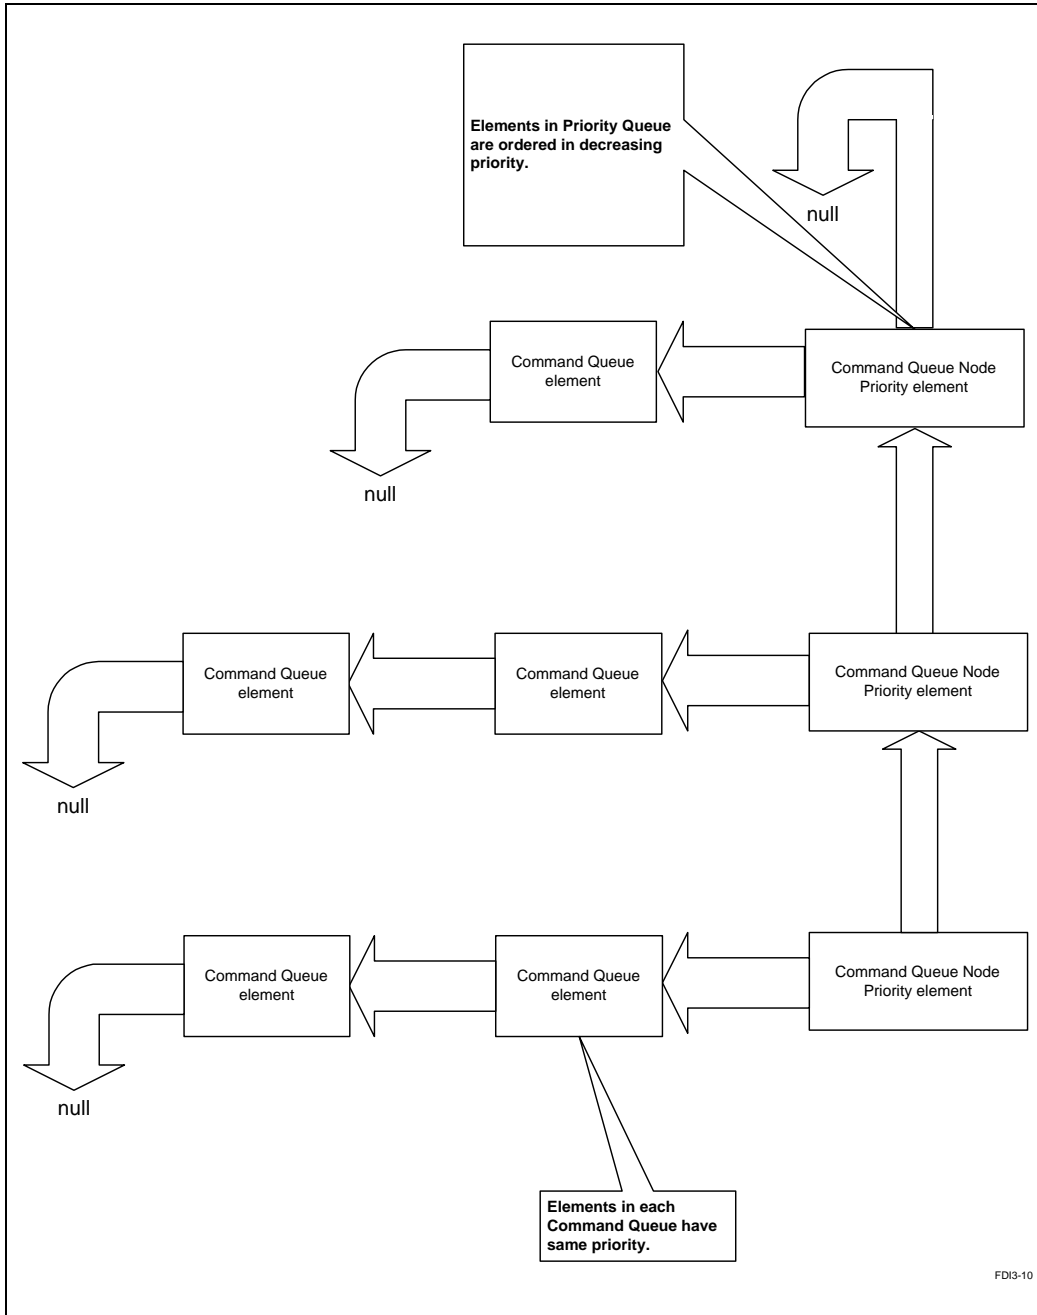 Elements in Priority Queue
are ordered in decreasing
priority.
null
Command Queue
element
Command Queue Node
Priority element
null
Command Queue
element
Command Queue
element
Command Queue Node
Priority element
null
Command Queue
element
Command Queue
element
Command Queue Node
Priority element
null
Elements in each
Command Queue have
same priority.
FDI3-10